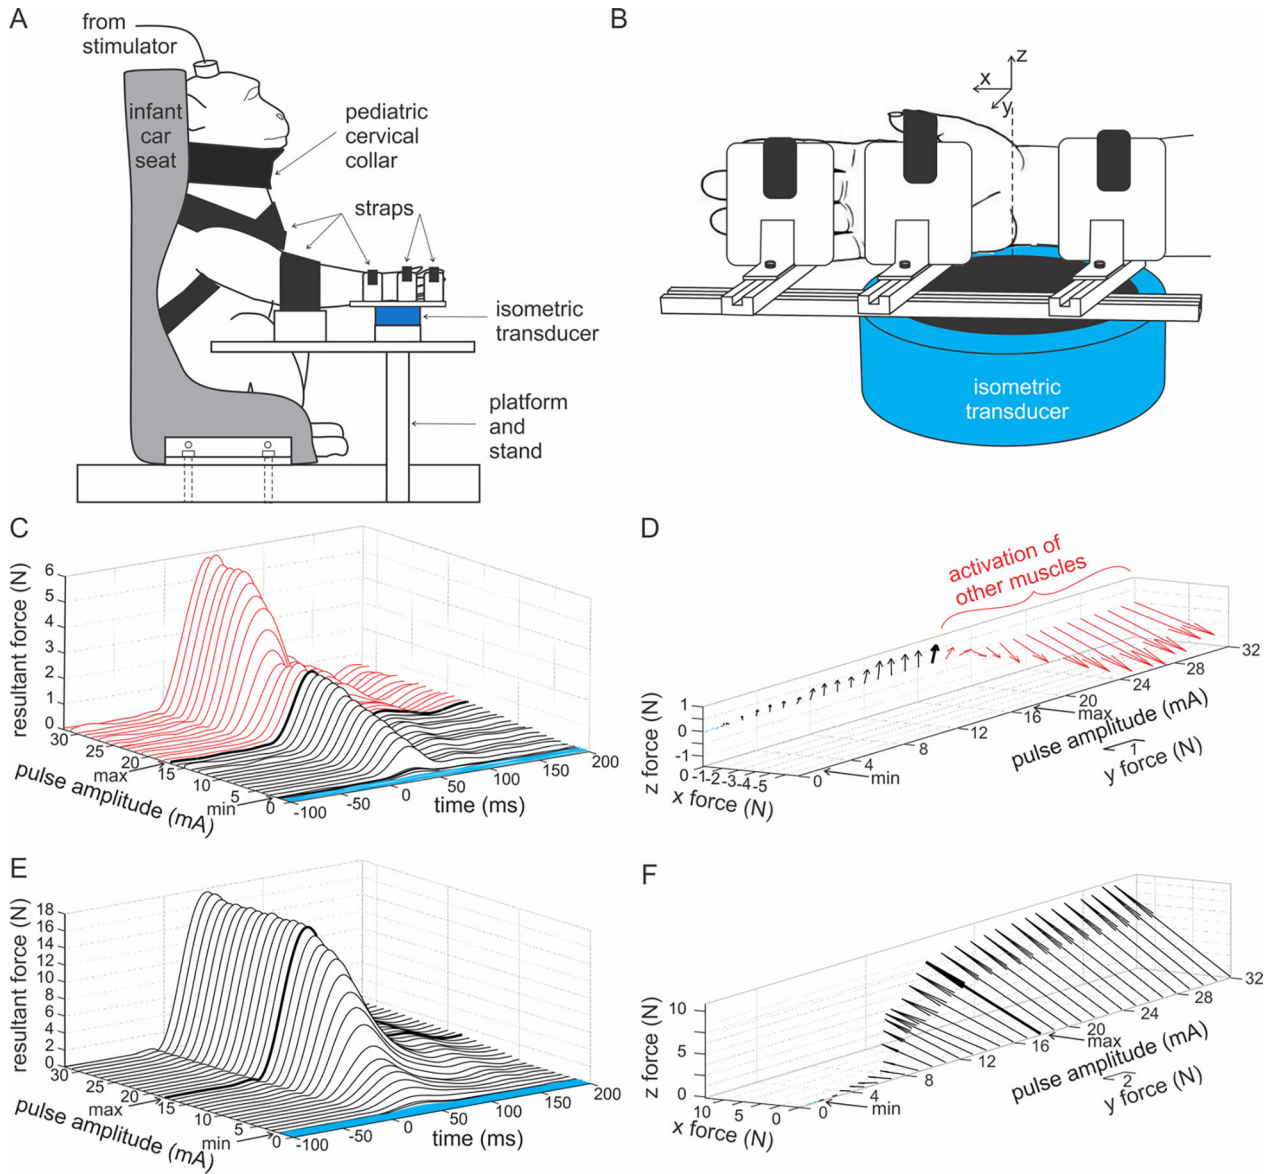 A
from
stimulator
infant
car
seat
pediatric
cervical
collar
straps
isometric
transducer
platform
and
stand
B
z
x
y
isometric
transducer
C
resultant force (N)
6
5
4
3
2
1
0
30
25
20
15
10
5
0
max
min
pulse amplitude (mA)
-100
-50
0
50
100
150
200
time (ms)
D
activation of
other muscles
z force (N)
1
0
-1
0
-1
-2
-3
-4
-5
x force (N)
0
4
8
12
16
20
24
28
32
min
max
pulse amplitude (mA)
1
y force (N)
E
resultant force (N)
18
16
14
12
10
8
6
4
2
0
30
25
20
15
10
5
0
max
min
pulse amplitude (mA)
-100
-50
0
50
100
150
200
time (ms)
F
z force (N)
10
5
0
10
5
0
x force (N)
0
4
8
12
16
20
24
28
32
min
max
pulse amplitude (mA)
2
y force (N)